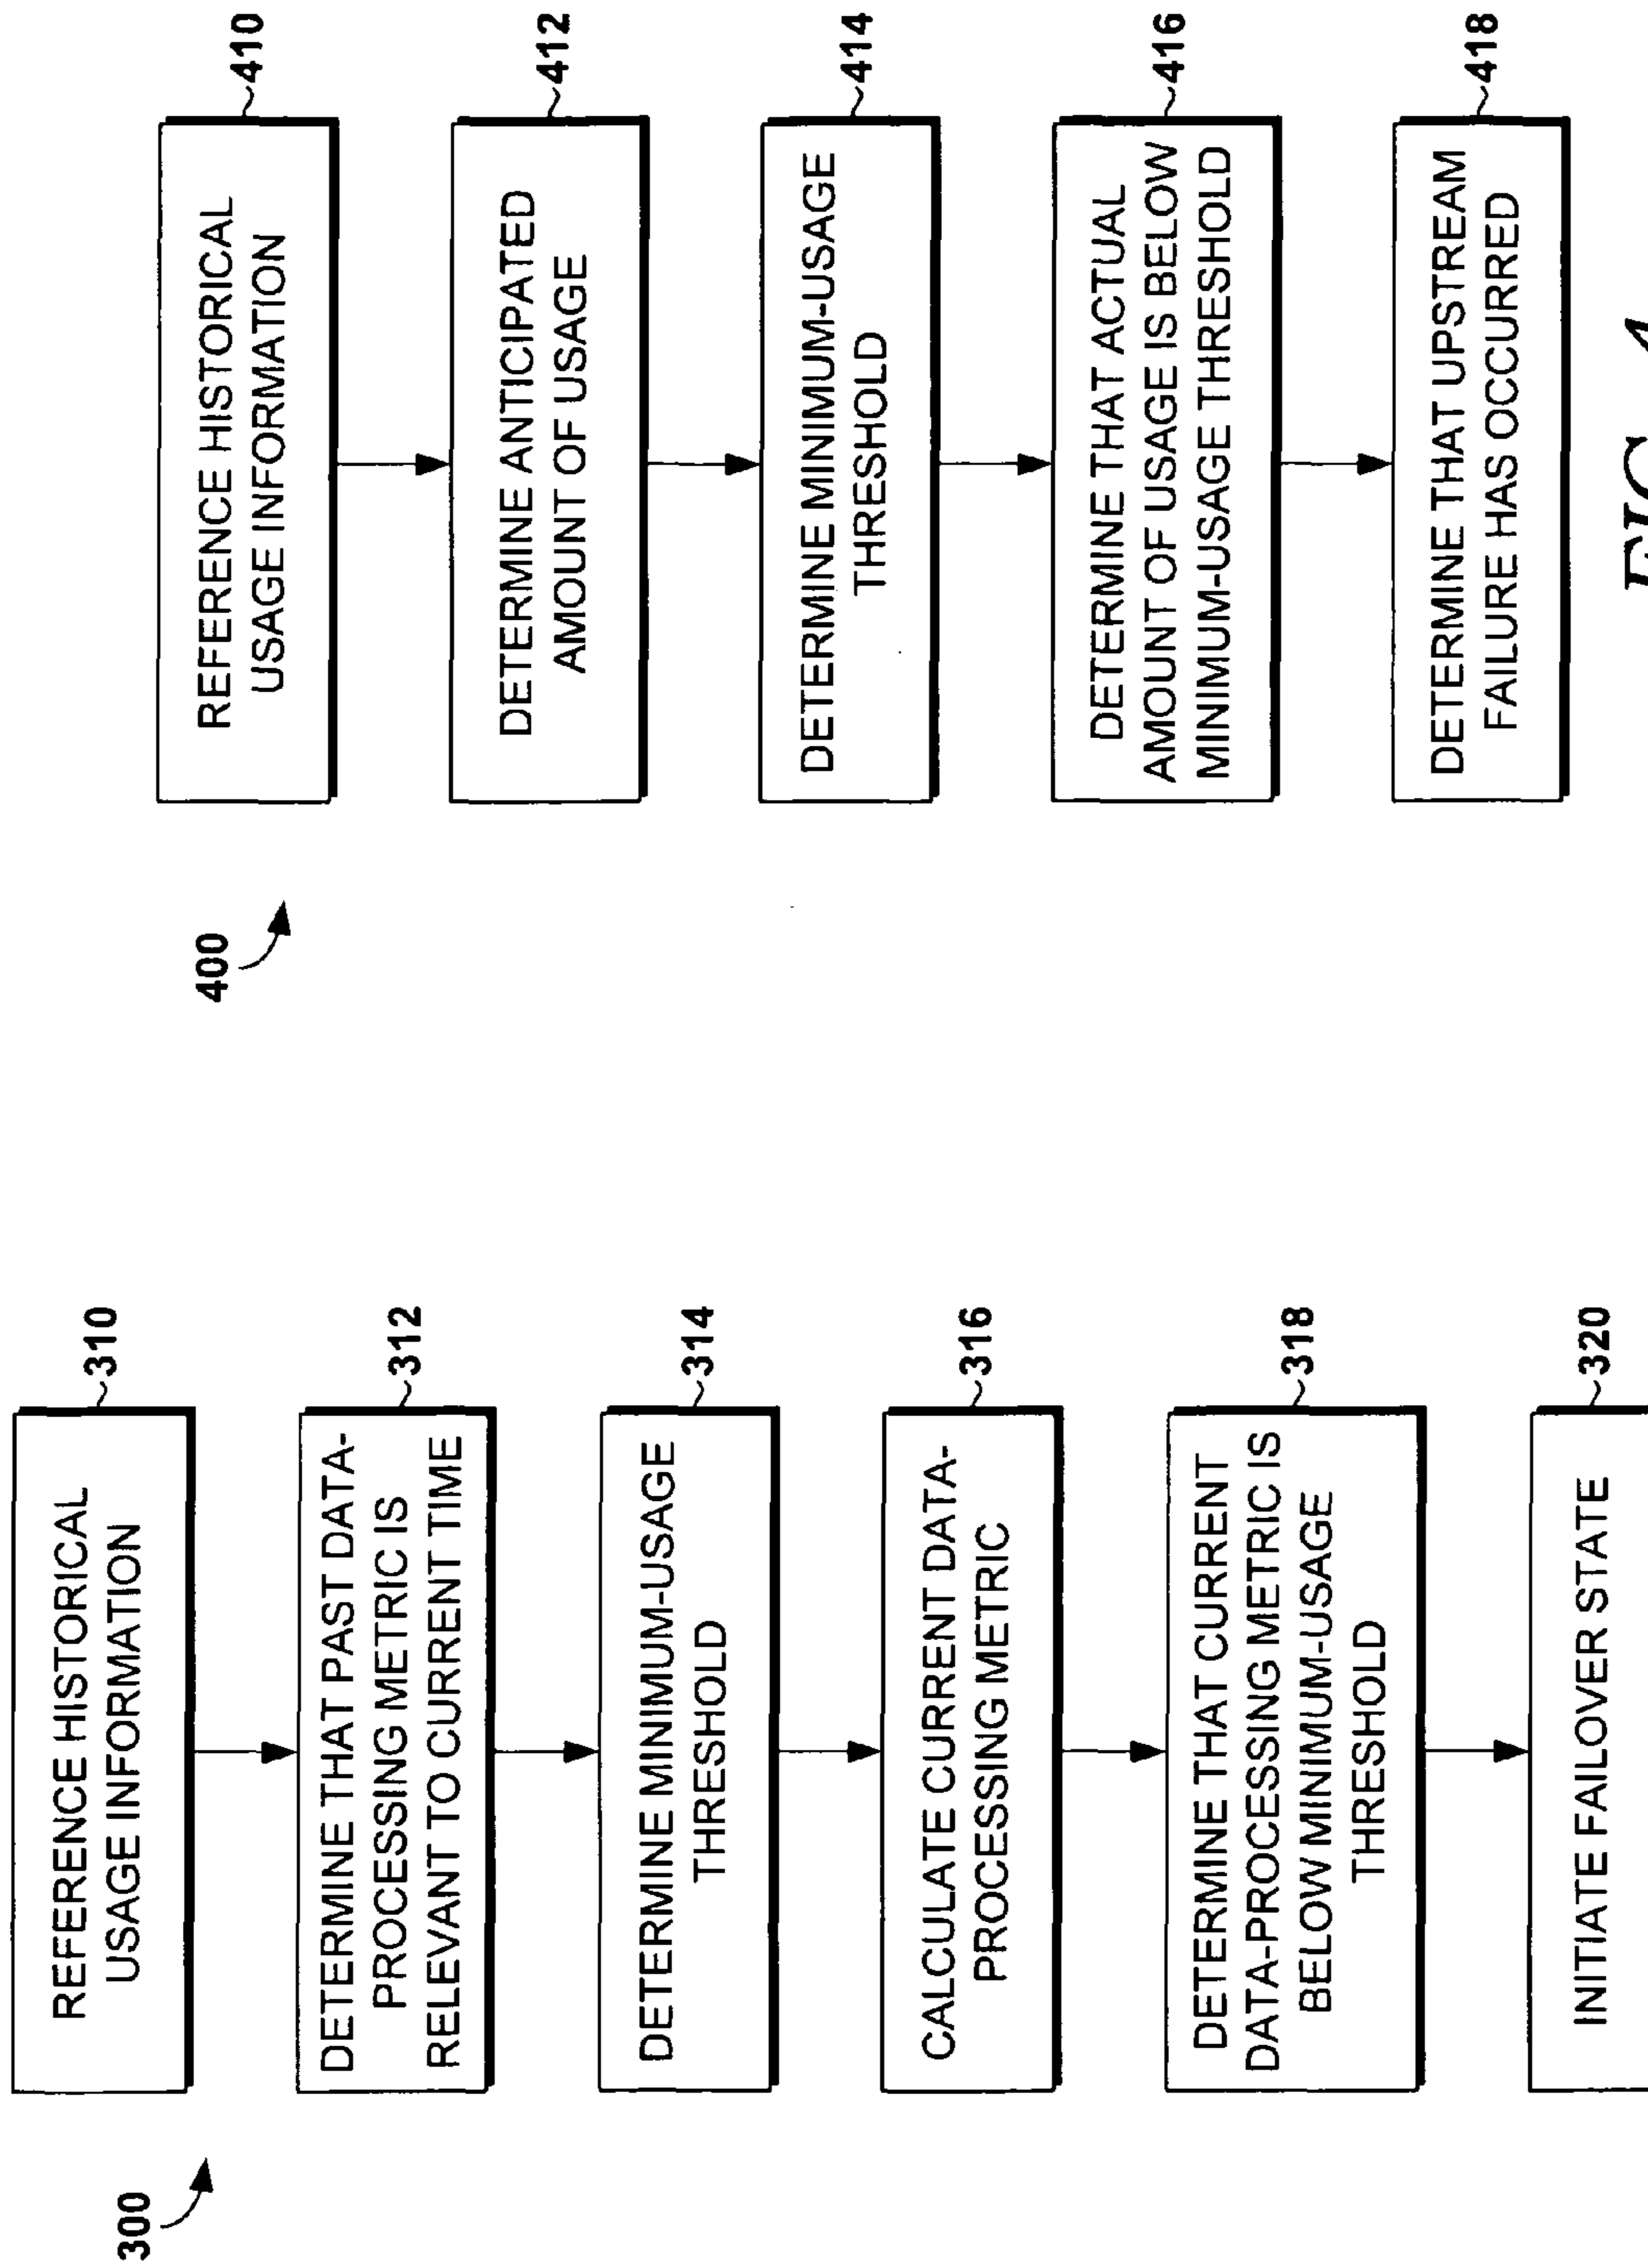 300
REFERENCE HISTORICAL
USAGE INFORMATION
310
DETERMINE THAT PAST DATA-
PROCESSING METRIC IS
RELEVANT TO CURRENT TIME
312
DETERMINE MINIMUM-USAGE
THRESHOLD
314
CALCULATE CURRENT DATA-
PROCESSING METRIC
316
DETERMINE THAT CURRENT
DATA-PROCESSING METRIC IS
BELOW MINIMUM-USAGE
THRESHOLD
318
INITIATE FAILOVER STATE
320
400
REFERENCE HISTORICAL
USAGE INFORMATION
410
DETERMINE ANTICIPATED
AMOUNT OF USAGE
412
DETERMINE MINIMUM-USAGE
THRESHOLD
414
DETERMINE THAT ACTUAL
AMOUNT OF USAGE IS BELOW
MINIMUM-USAGE THRESHOLD
416
DETERMINE THAT UPSTREAM
FAILURE HAS OCCURRED
418
FIG. 4